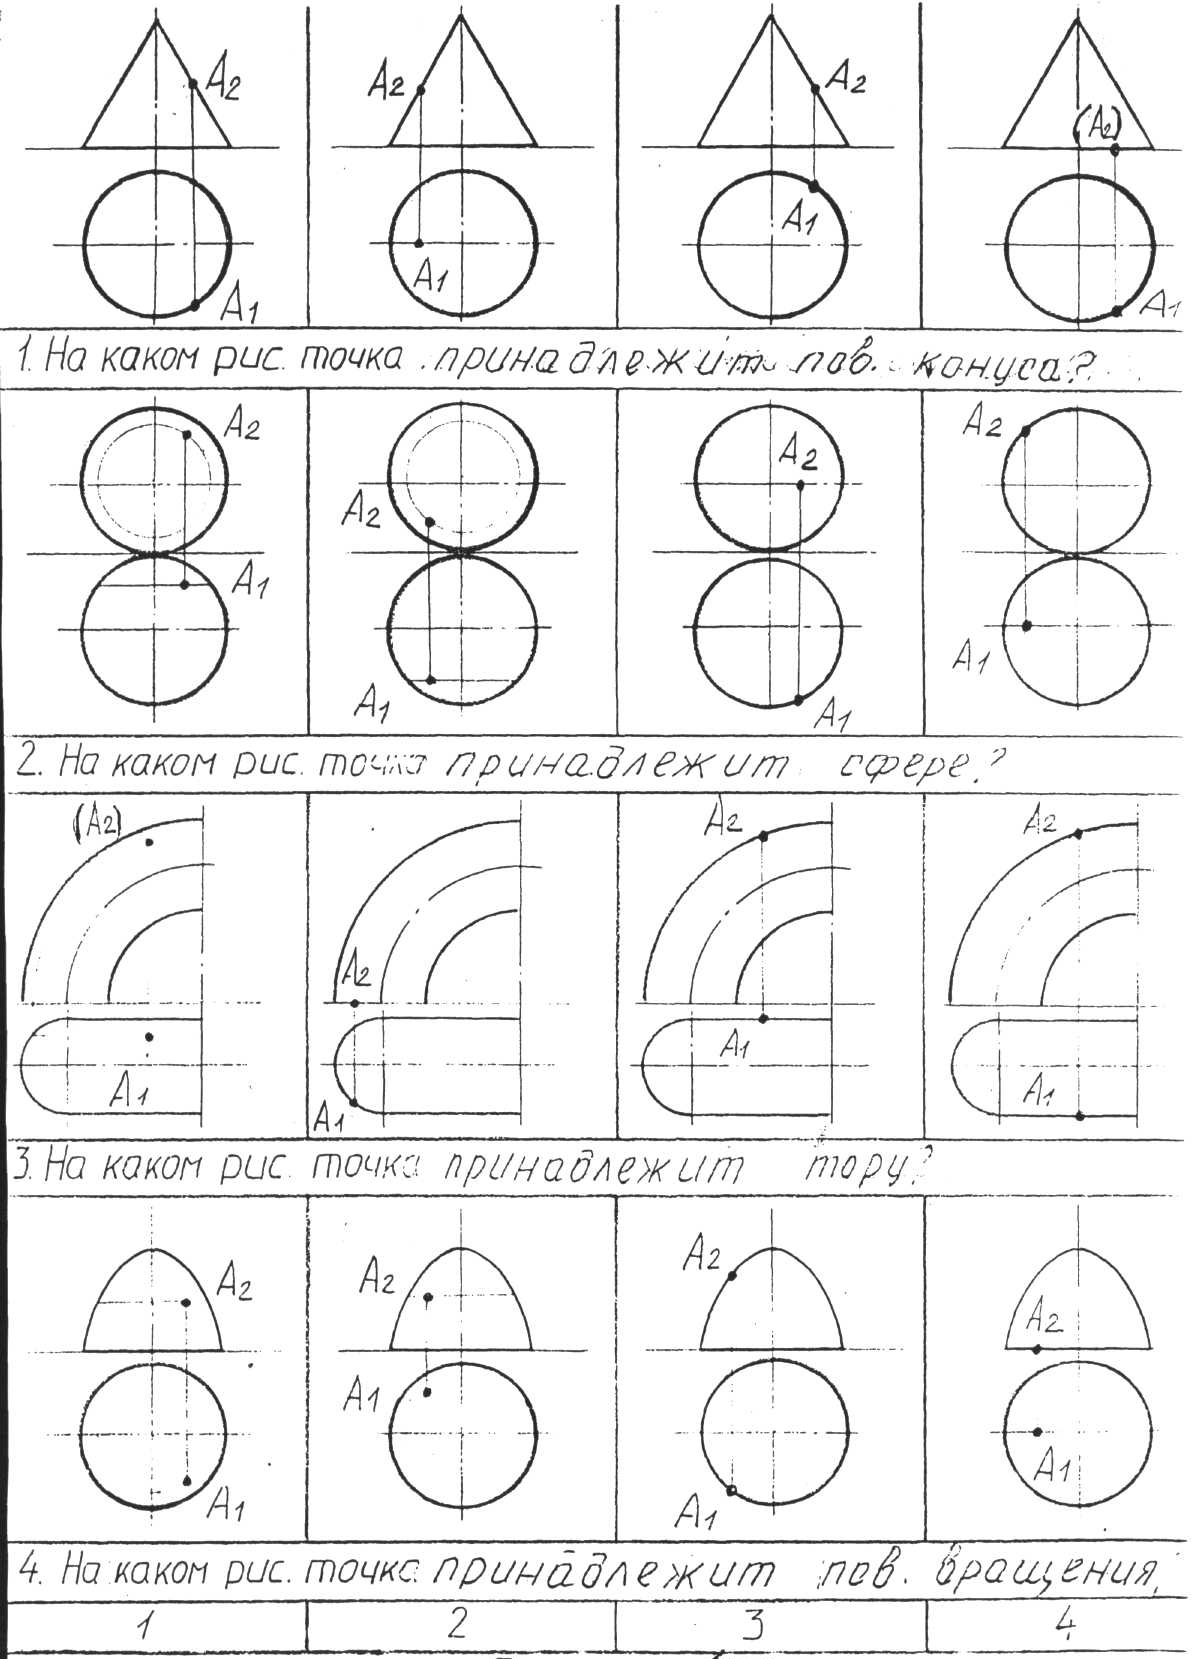 A2 A2 A2 (A2)
A1 A1 A1 A1
1. На каком рис. точка принадлежит пов. конуса?
A2 A2 A2 A2
A1 A1 A1 A1
2. На каком рис. точка принадлежит сфере?
(A2) A2 A2 A2
A1 A1 A1 A1
3. На каком рис. точка принадлежит тору?
A2 A2 A2 A2
A1 A1 A1 A1
4. На каком рис. точка принадлежит пов. вращения
1 2 3 4